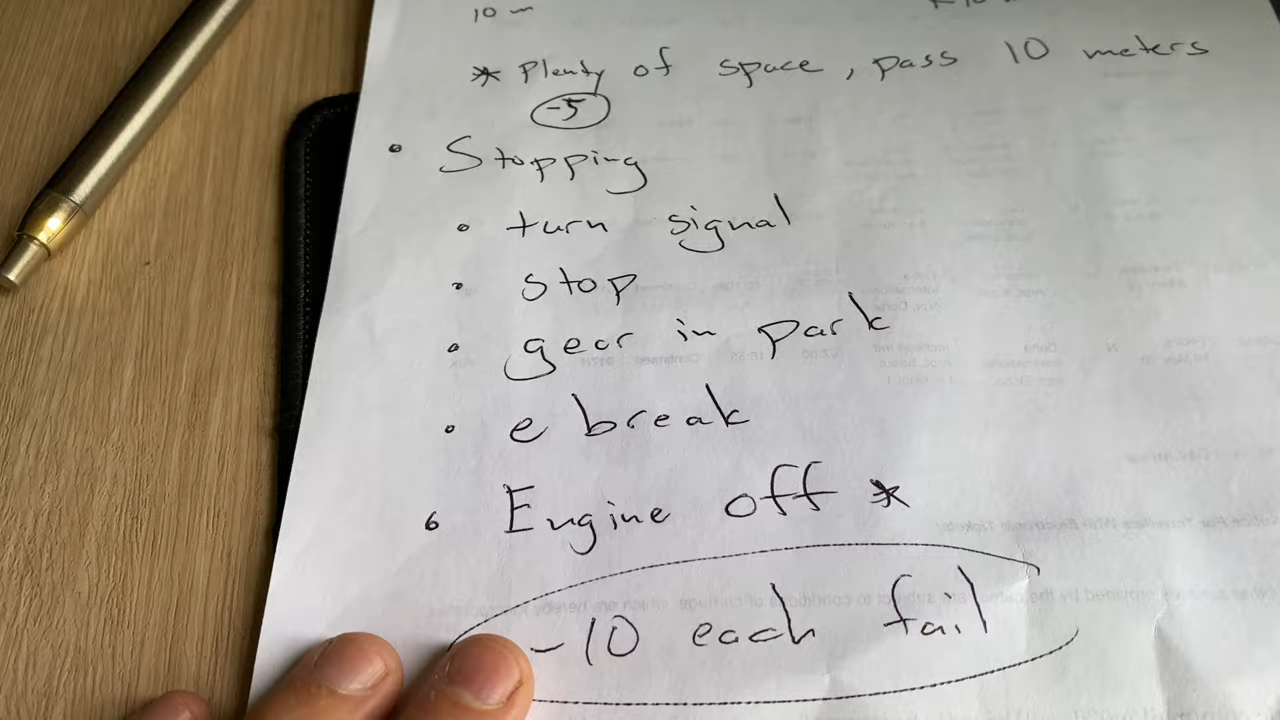 10 m
* Plenty of space, pass 10 meters
-5
• Stopping
• turn signal
• stop
• gear in park
• e break
• Engine off *
-10 each fail